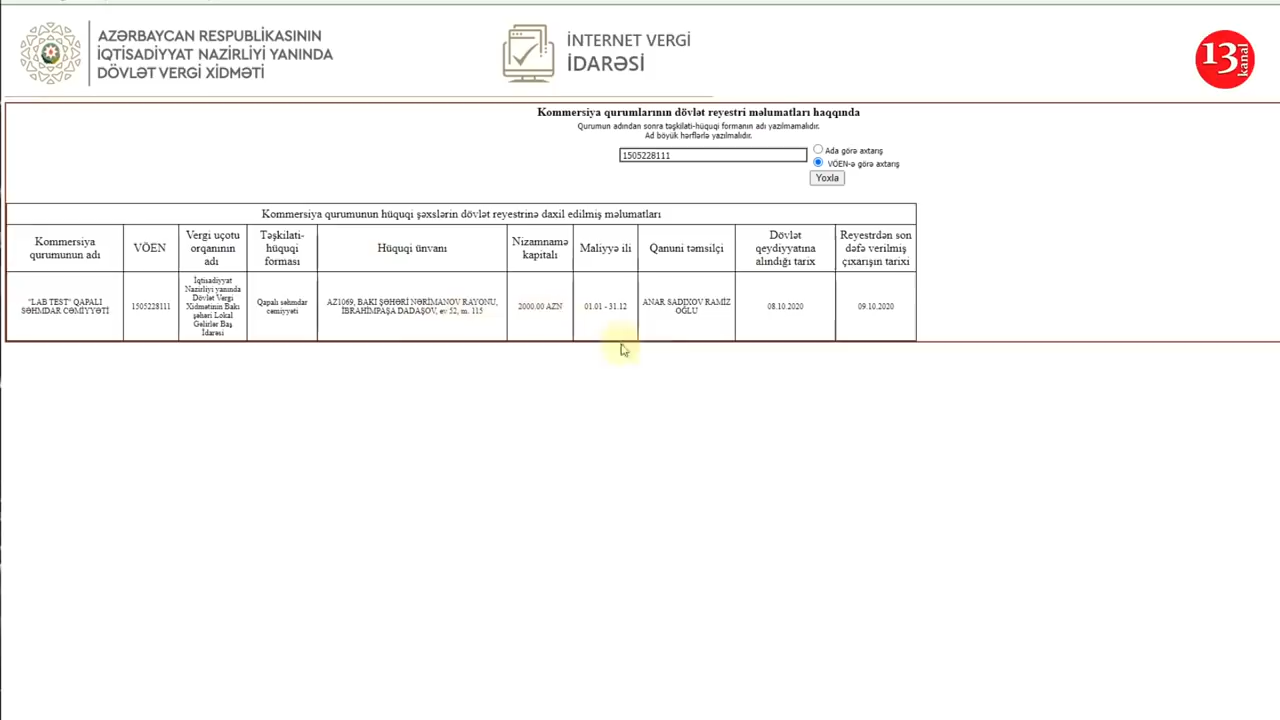 AZƏRBAYCAN RESPUBLİKASININ
İQTİSADİYYAT NAZİRLİYİ YANINDA
DÖVLƏT VERGİ XİDMƏTİ
İNTERNET VERGİ
İDARƏSİ
13
kanal
Kommersiya qurumlarının dövlət reyestri məlumatları haqqında
Qurumun adından sonra təşkilati-hüquqi formanın adı yazılmamalıdır.
Ad böyük hərflərlə yazılmalıdır.
1505228111
Ada görə axtarış
VÖEN-ə görə axtarış
Yoxla
Kommersiya qurumunun hüquqi şəxslərin dövlət reyestrinə daxil edilmiş məlumatları
Kommersiya
qurumunun adı
VÖEN
Vergi uçotu
orqanının
adı
Təşkilati-
hüquqi
forması
Hüquqi ünvanı
Nizamnamə
kapitalı
Maliyyə ili
Qanuni təmsilçi
Dövlət
qeydiyyatına
alındığı tarix
Reyestrdən son
dəfə verilmiş
çıxarışın tarixi
"LAB TEST" QAPALI
SƏHMDAR CƏMİYYƏTİ
1505228111
İqtisadiyyat
Nazirliyi yanında
Dövlət Vergi
Xidmətinin Bakı
şəhəri Lokal
Gəlirlər Baş
İdarəsi
Qapalı səhmdar
cəmiyyəti
AZ1069, BAKI ŞƏHƏRİ NƏRİMANOV RAYONU,
İBRAHİMPAŞA DADAŞOV, ev 52, m. 115
2000.00 AZN
01.01 - 31.12
ANAR SADIXOV RAMİZ
OĞLU
08.10.2020
09.10.2020